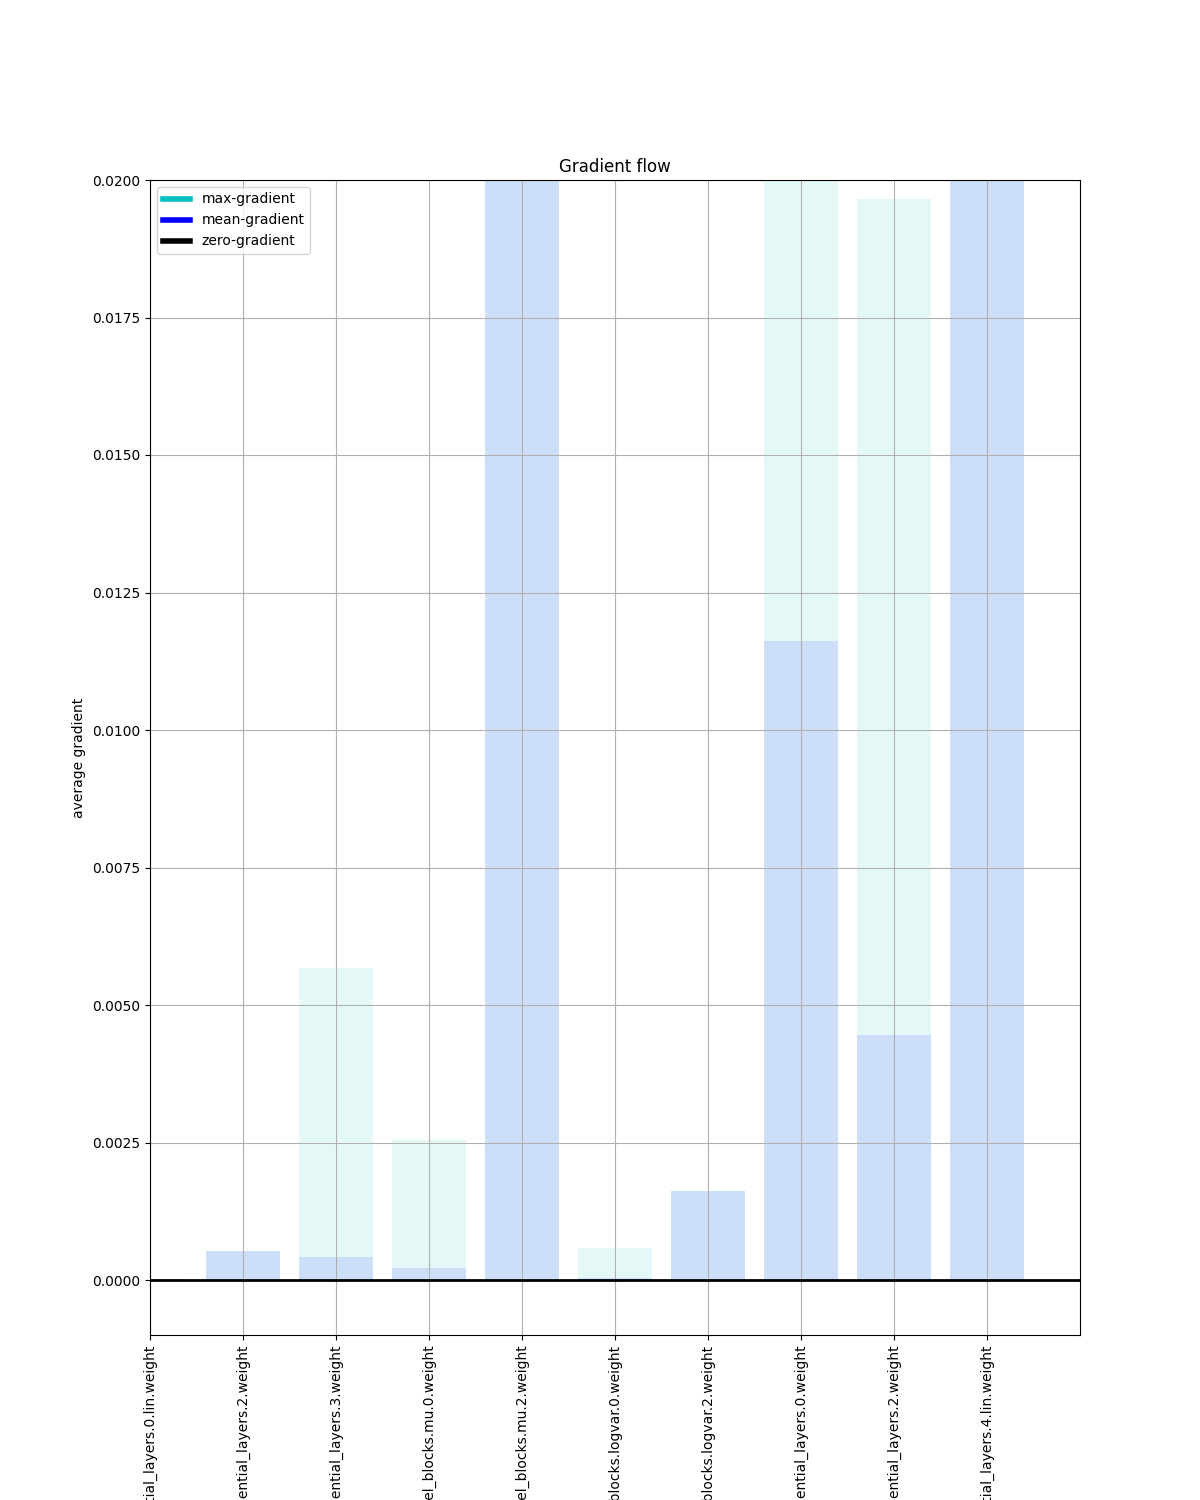 Gradient flow
max-gradient
mean-gradient
zero-gradient
0.0200
0.0175
0.0150
0.0125
0.0100
0.0075
0.0050
0.0025
0.0000
average gradient
tial_layers.0.lin.weight
ential_layers.2.weight
ential_layers.3.weight
el_blocks.mu.0.weight
el_blocks.mu.2.weight
blocks.logvar.0.weight
blocks.logvar.2.weight
ential_layers.0.weight
ential_layers.2.weight
tial_layers.4.lin.weight